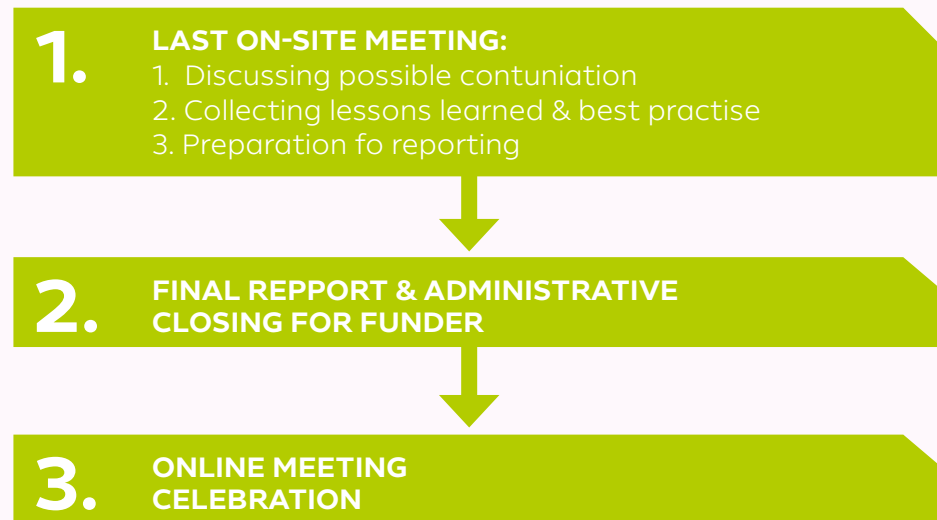 1.
LAST ON-SITE MEETING:
1. Discussing possible contuniation
2. Collecting lessons learned & best practise
3. Preparation fo reporting
2.
FINAL REPPORT & ADMINISTRATIVE
CLOSING FOR FUNDER
3.
ONLINE MEETING
CELEBRATION